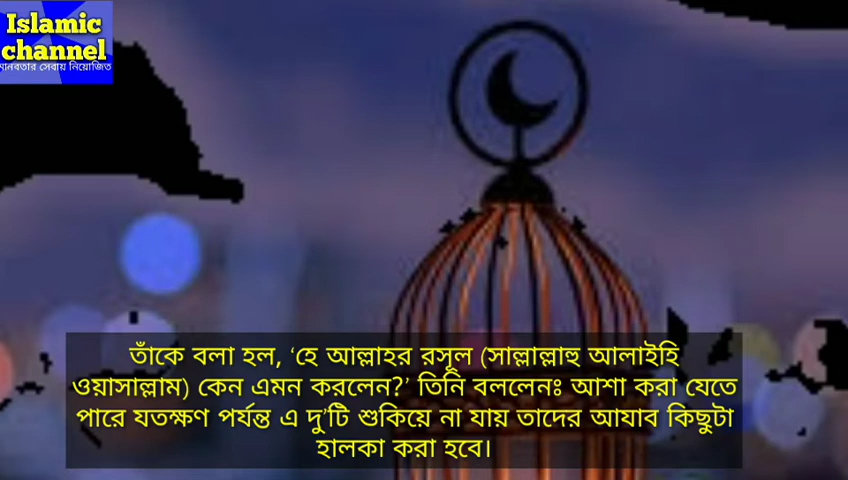 Islamic
channel
মানবতার সেবায় নিয়োজিত
তাঁকে বলা হল, ‘হে আল্লাহর রসূল (সাল্লাল্লাহু আলাইহি
ওয়াসাল্লাম) কেন এমন করলেন?’ তিনি বললেনঃ আশা করা যেতে
পারে যতক্ষণ পর্যন্ত এ দু’টি শুকিয়ে না যায় তাদের আযাব কিছুটা
হালকা করা হবে।